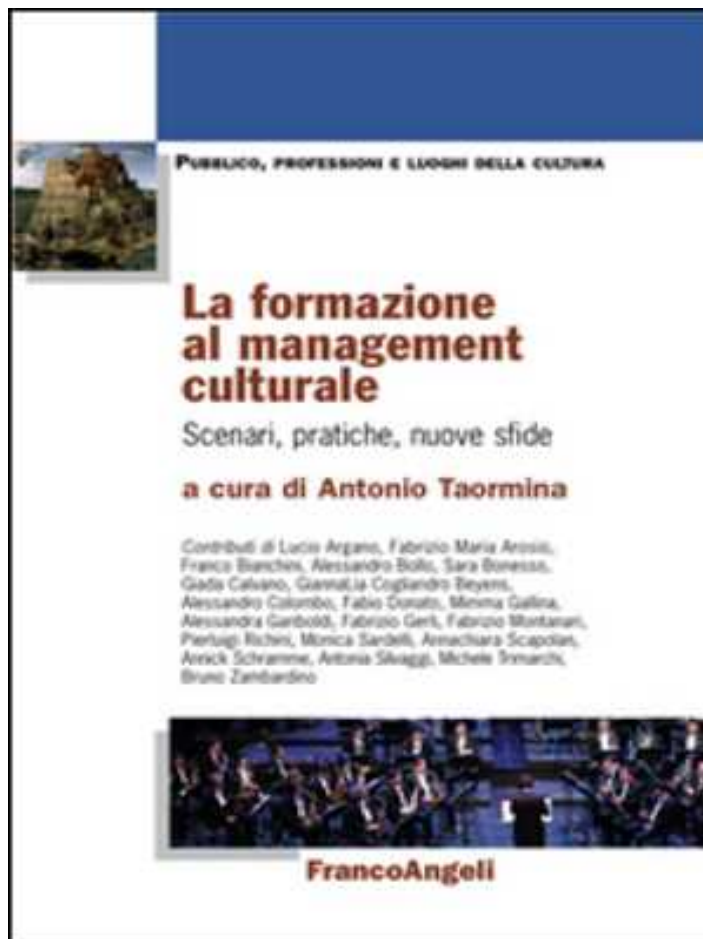 PUBBLICO, PROFESSIONI E LUOGHI DELLA CULTURA
La formazione
al management
culturale
Scenari, pratiche, nuove sfide
a cura di Antonio Taormina
Contributi di Lucio Argano, Fabrizio Maria Arosio,
Franco Bianchini, Alessandro Bollo, Sara Bonesso,
Giada Calvano, GiannaLia Cogliandro Beyens,
Alessandro Colombo, Fabio Donato, Mimma Gallina,
Alessandra Gariboldi, Fabrizio Gerli, Fabrizio Montanari,
Pierluigi Richini, Monica Sardelli, Annachiara Scapolan,
Annick Schramme, Antonia Silvaggi, Michele Trimarchi,
Bruno Zambardino
FrancoAngeli